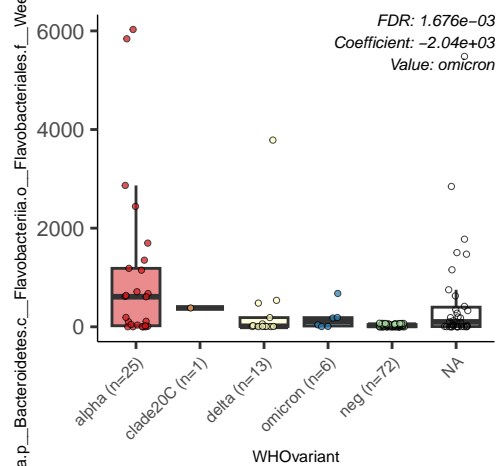 FDR: 1.676e−03
Coefficient: −2.04e+03
Value: omicron
a.p__Bacteroidetes.c__Flavobacteriia.o__Flavobacteriales.f__Wee
6000
4000
2000
0
alpha (n=25)
clade20C (n=1)
delta (n=13)
omicron (n=6)
neg (n=72)
NA
WHOvariant